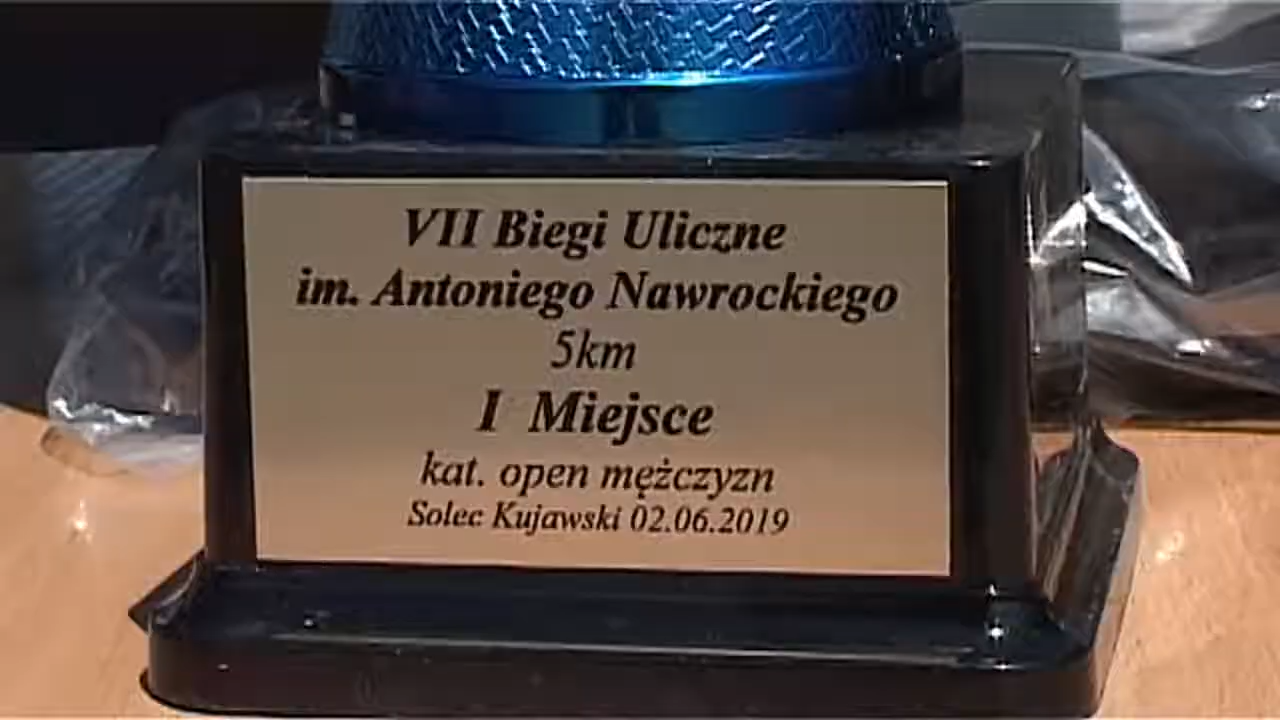 VII Biegi Uliczne
im. Antoniego Nawrockiego
5km
I Miejsce
kat. open mężczyzn
Solec Kujawski 02.06.2019